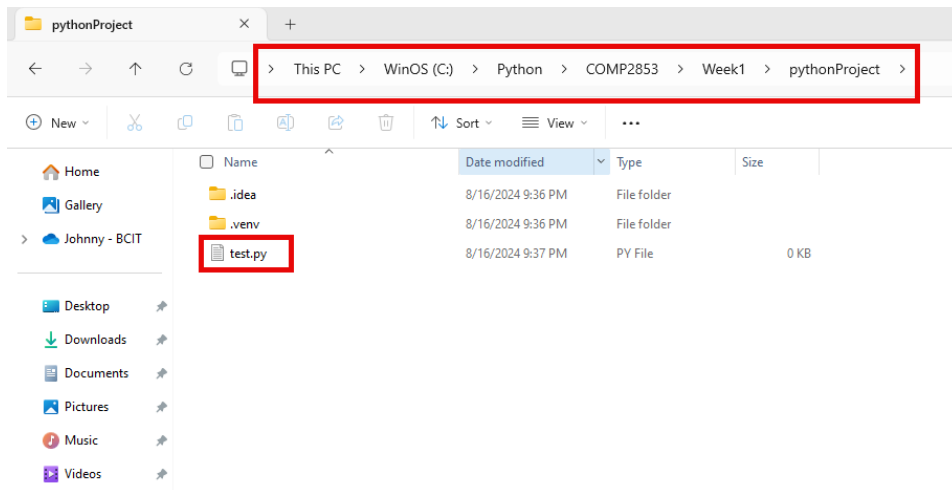 pythonProject
This PC > WinOS (C:) > Python > COMP2853 > Week1 > pythonProject >
New Sort View
Name Date modified Type Size
.idea 8/16/2024 9:36 PM File folder
.venv 8/16/2024 9:36 PM File folder
test.py 8/16/2024 9:37 PM PY File 0 KB
Home
Gallery
Johnny - BCIT
Desktop
Downloads
Documents
Pictures
Music
Videos